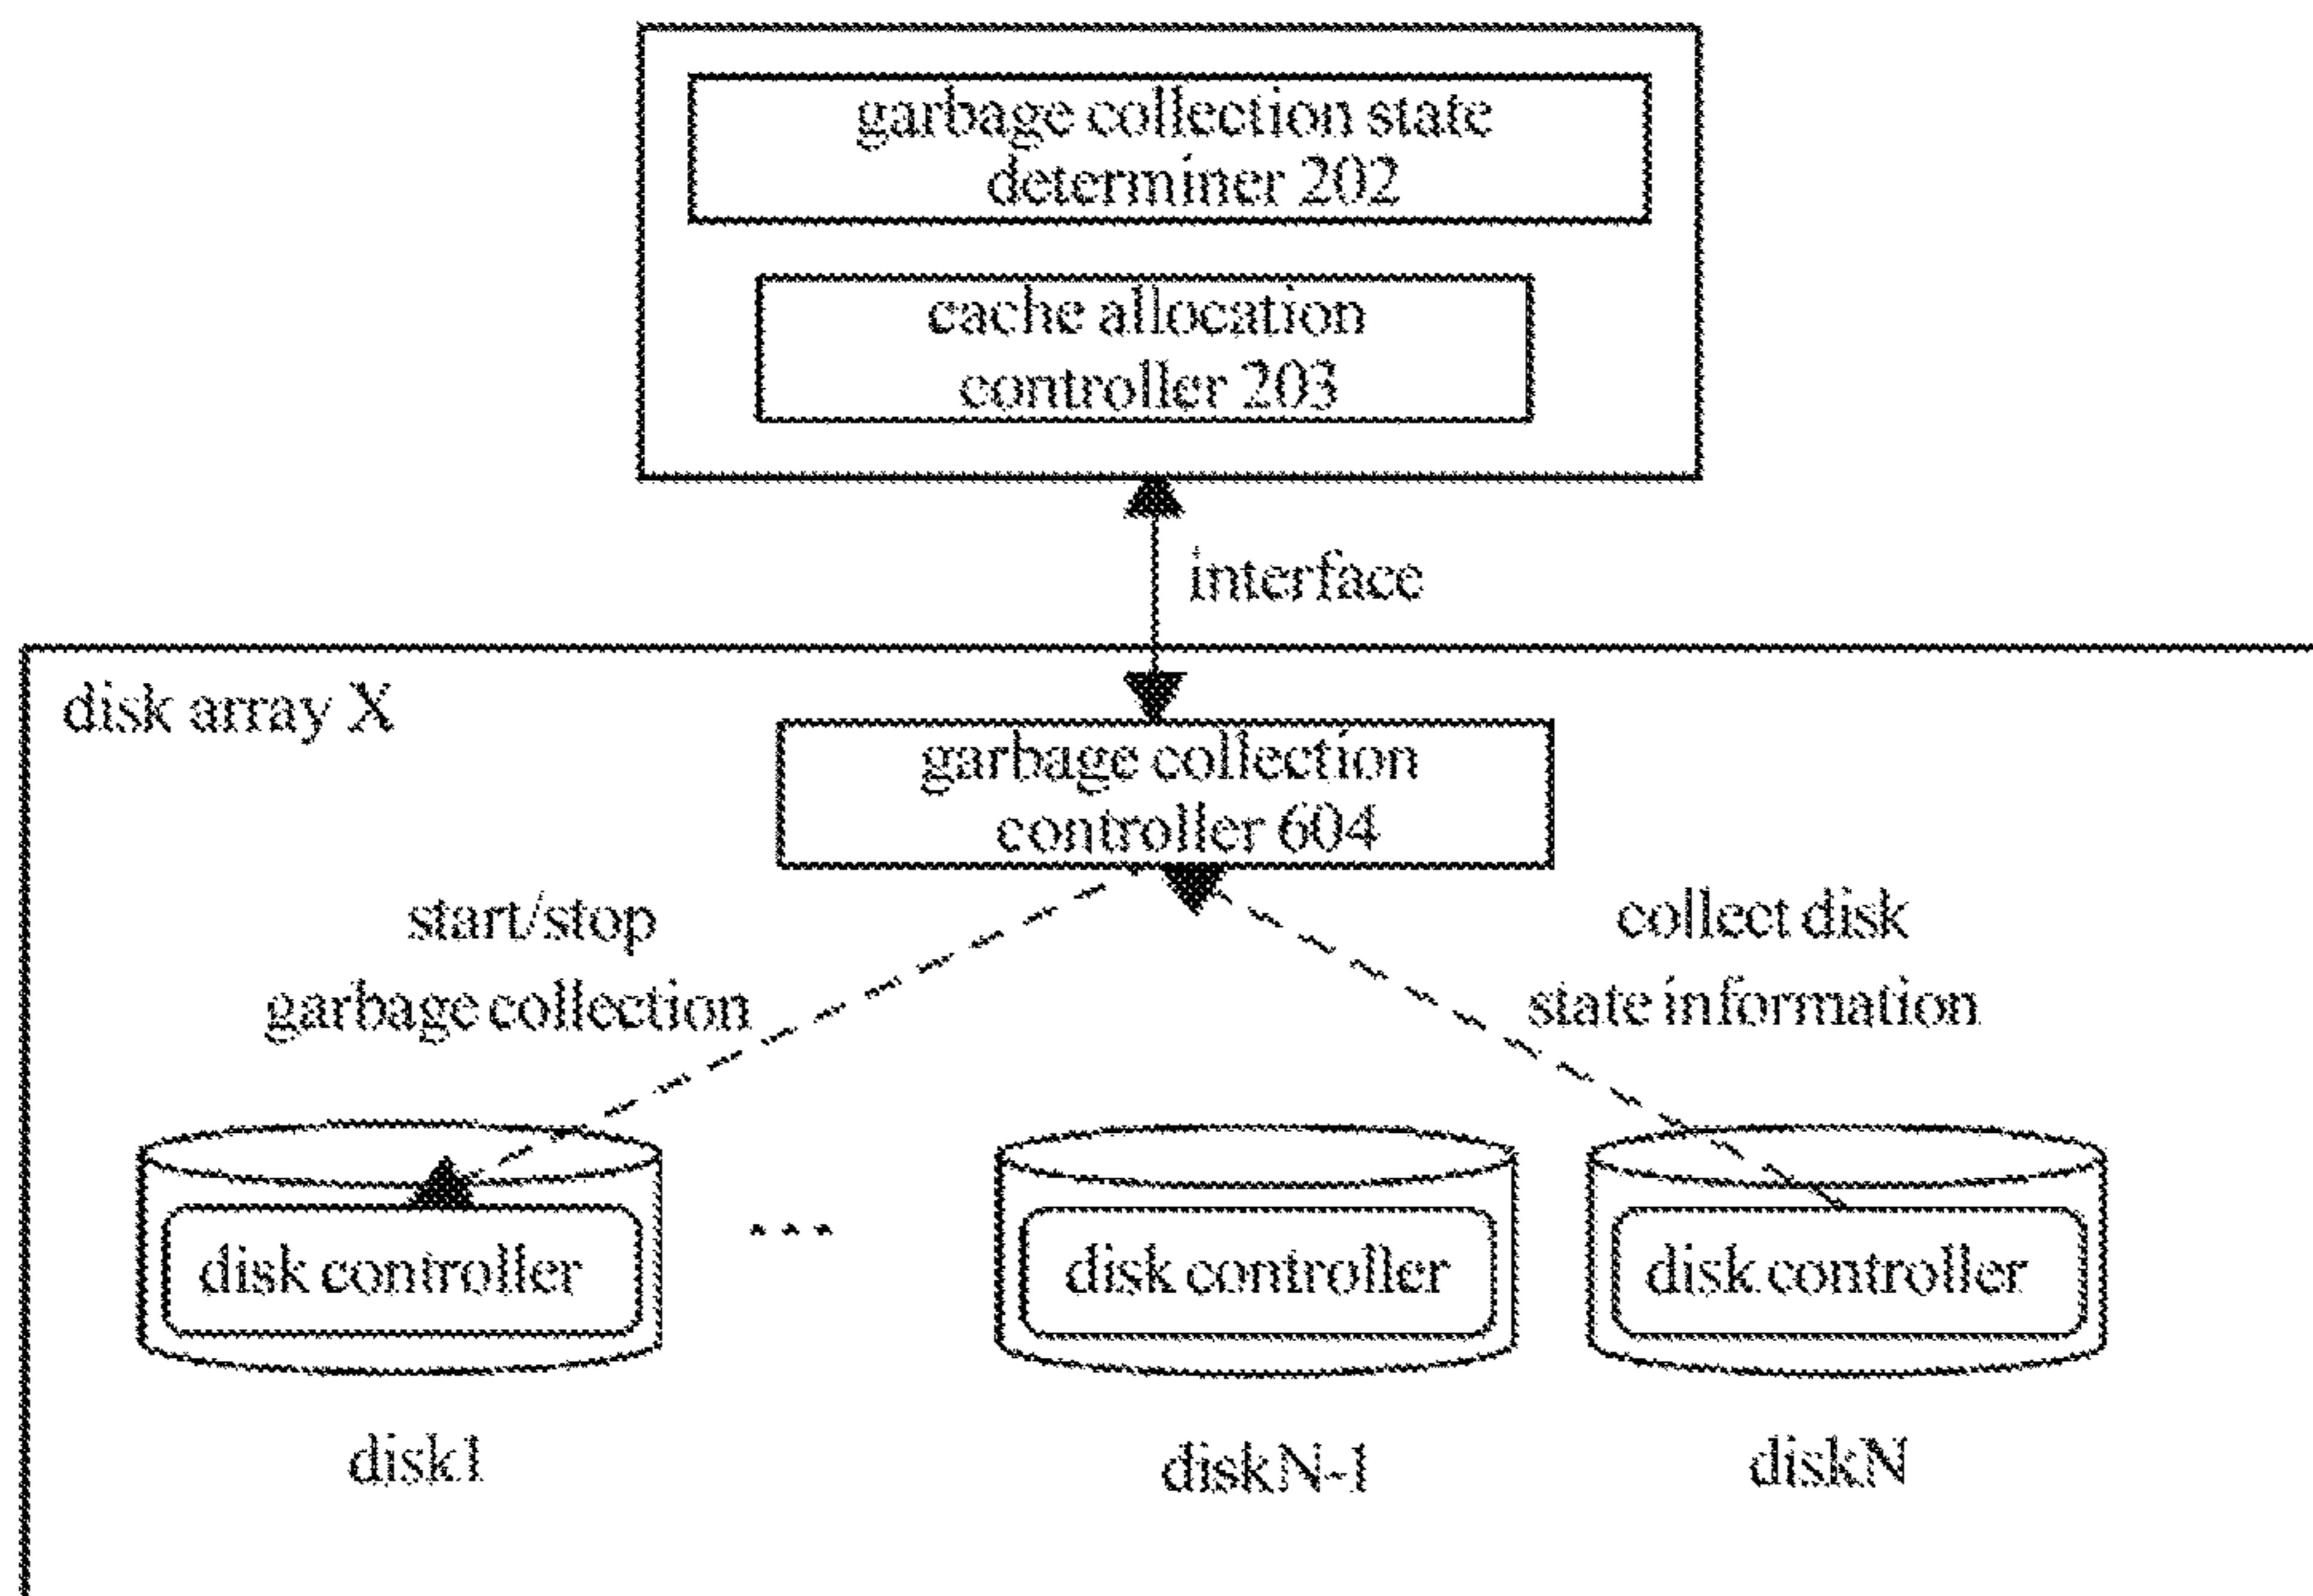 garbage collection state
determiner 202
cache allocation
controller 203
interface
disk array X
garbage collection
controller 604
start/stop
garbage collection
collect disk
state information
disk controller
...
disk controller
disk controller
disk1
diskN-1
diskN